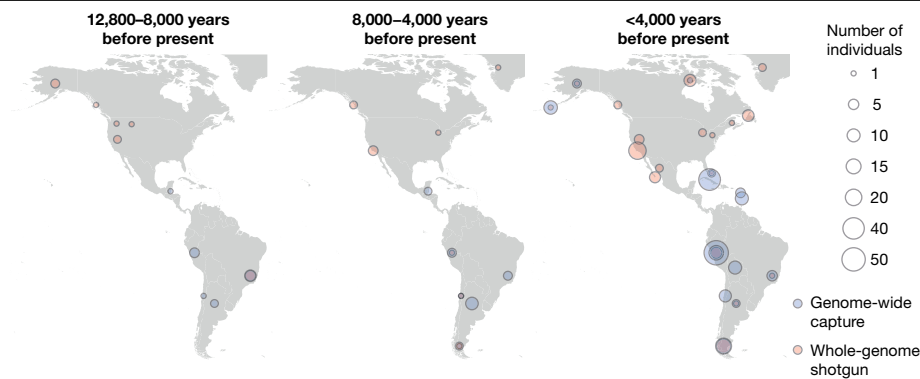 12,800–8,000 years
before present
8,000–4,000 years
before present
<4,000 years
before present
Number of
individuals
1
5
10
15
20
40
50
Genome-wide
capture
Whole-genome
shotgun